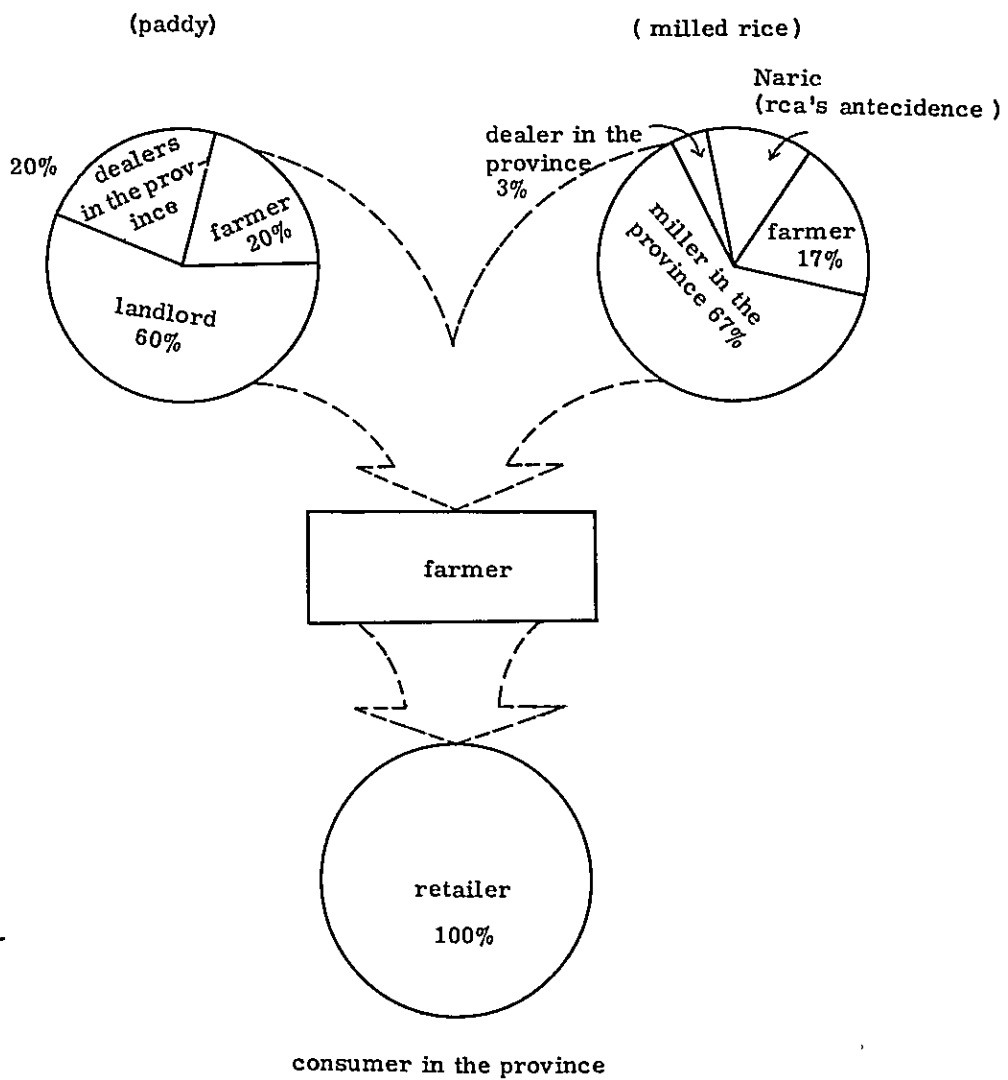 (paddy)
( milled rice )
Naric
(rca's antecidence )
dealer in the
province
3%
20%
dealers
in the prov-
ince
farmer
20%
landlord
60%
miller in the
province 67%
farmer
17%
farmer
retailer
100%
consumer in the province